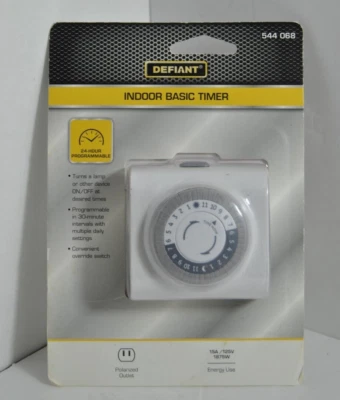 544 068
DEFIANT
INDOOR BASIC TIMER
24-HOUR
PROGRAMMABLE
• Turns a lamp
or other device
ON/OFF at
desired times
• Programmable
in 30-minute
intervals with
multiple daily
settings
• Convenient
override switch
Polarized
Outlet
15A, 125V
1875W
Energy Use